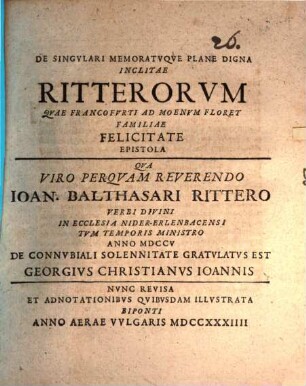 26.
DE SINGVLARI MEMORATVQVE PLANE DIGNA
INCLITAE
RITTERORVM
QVAE FRANCOFVRTI AD MOENVM FLORET
FAMILIAE
FELICITATE
EPISTOLA
QVA
VIRO PERQVAM REVERENDO
IOAN. BALTHASARI RITTERO
VERBI DIVINI
IN ECCLESIA NIDER-ERLENBACENSI
TVM TEMPORIS MINISTRO
ANNO MDCCV
DE CONNVBIALI SOLENNITATE GRATVLATVS EST
GEORGIVS CHRISTIANVS IOANNIS
NVNC REVISA
ET ADNOTATIONIBVS QVIBVSDAM ILLVSTRATA
BIPONTI
ANNO AERAE VVLGARIS MDCCXXXIIII